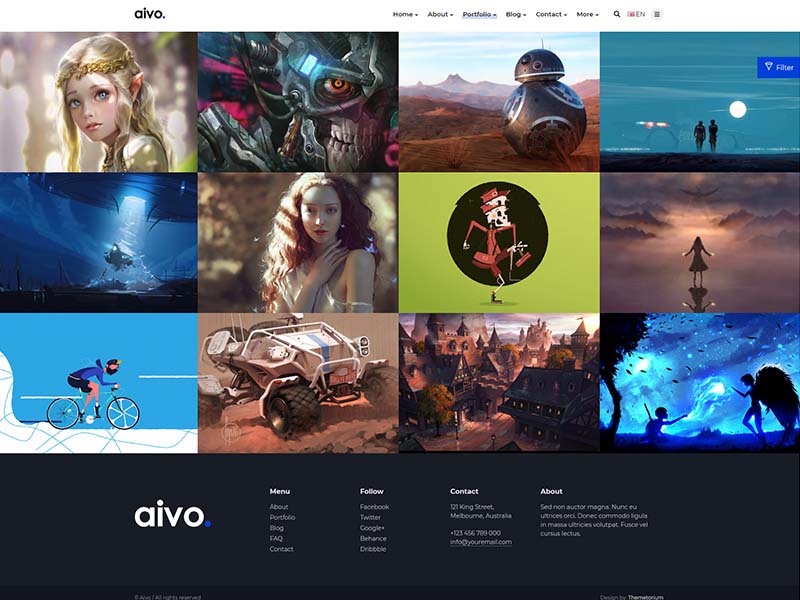 aivo.
Home About Portfolio Blog Contact More EN
Filter
aivo.
Menu
About
Portfolio
Blog
FAQ
Contact
Follow
Facebook
Twitter
Google+
Behance
Dribbble
Contact
121 King Street,
Melbourne, Australia
+123 456 789 000
info@youremail.com
About
Sed non auctor magna. Nunc eu
ultrices orci. Donec commodo ligula
in massa ultricies volutpat. Fusce vel
cursus lectus.
© Aivo / All rights reserved
Design by: Themetorium